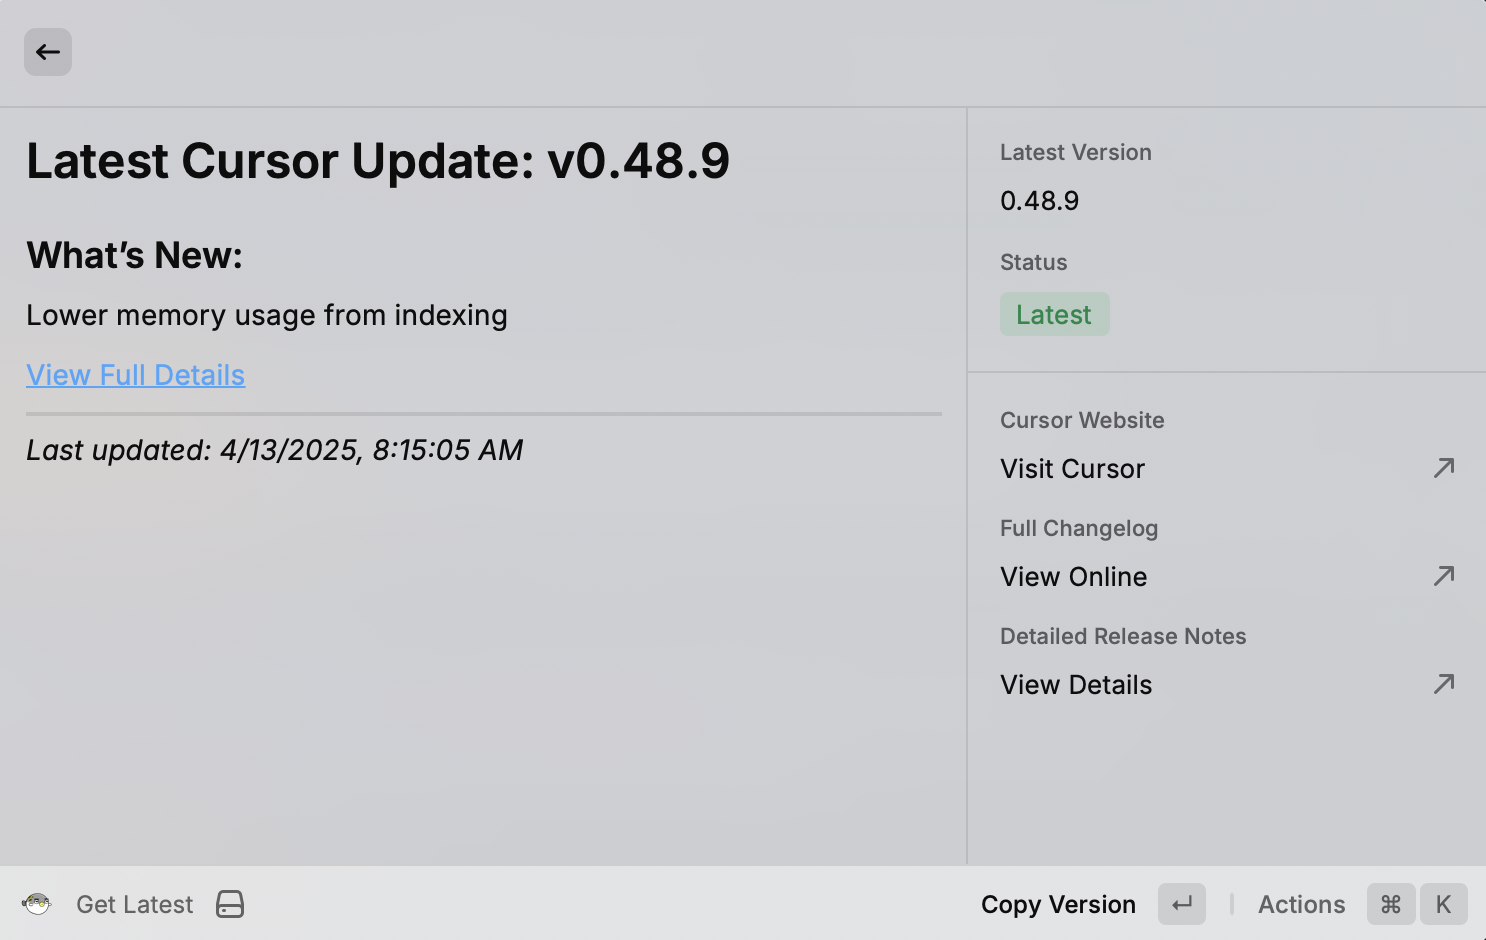 Latest Cursor Update: v0.48.9
What’s New:
Lower memory usage from indexing
View Full Details
Last updated: 4/13/2025, 8:15:05 AM
Latest Version
0.48.9
Status
Latest
Cursor Website
Visit Cursor
Full Changelog
View Online
Detailed Release Notes
View Details
Get Latest
Copy Version
Actions
⌘ K